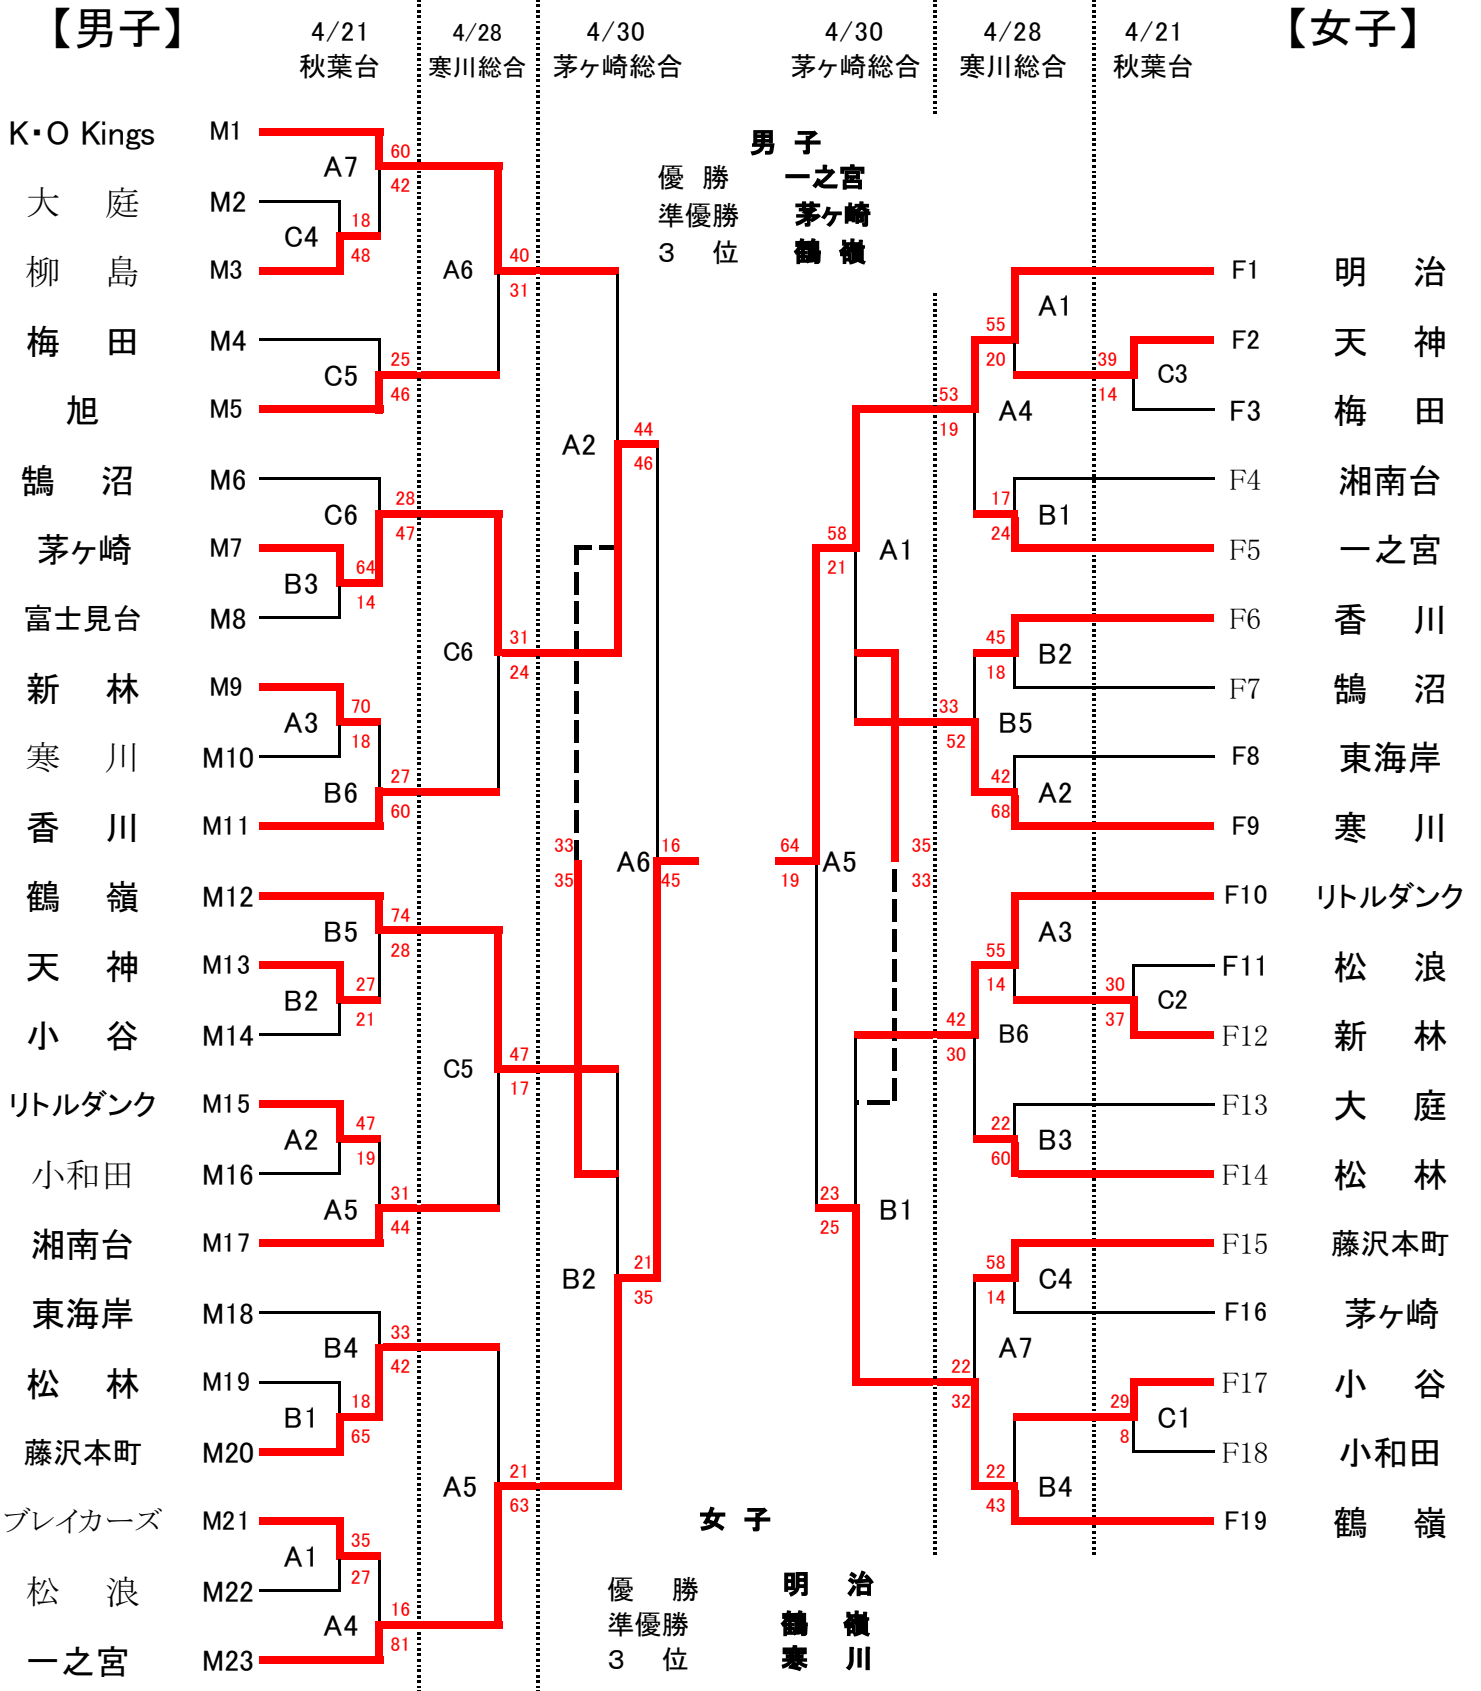 【男子】 4/21 4/28 4/30 4/30 4/28 4/21 【女子】
秋葉台 寒川総合 茅ヶ崎総合 茅ヶ崎総合 寒川総合 秋葉台
K・O Kings M1
A7 60 42
大 庭 M2
C4 18 48
柳 島 M3
A6 40 31
梅 田 M4
C5 25 46
旭 M5
A2 44 46
鵠 沼 M6
C6 28 47
茅ヶ崎 M7
B3 64 14
富士見台 M8
C6 31 24
新 林 M9
A3 70 18
寒 川 M10
B6 27 60
香 川 M11
33 35
A6 16 45
鶴 嶺 M12
B5 74 28
天 神 M13
B2 27 21
小 谷 M14
C5 47 17
リトルダンク M15
A2 47 19
小和田 M16
A5 31 44
湘南台 M17
B2 21 35
東海岸 M18
B4 33 42
松 林 M19
B1 18 65
藤沢本町 M20
A5 21 63
ブレイカーズ M21
A1 35 27
松 浪 M22
A4 16 81
一之宮 M23
男 子
優 勝 一之宮
準優勝 茅ヶ崎
3 位 鶴 嶺
F1 明 治
55 20 A1
F2 天 神
39 14 C3
F3 梅 田
53 19 A4
F4 湘南台
17 24 B1
F5 一之宮
58 21 A1
F6 香 川
45 18 B2
F7 鵠 沼
33 52 B5
F8 東海岸
42 68 A2
F9 寒 川
64 19 A5
35 33
F10 リトルダンク
55 14 A3
F11 松 浪
30 37 C2
F12 新 林
42 30 B6
F13 大 庭
22 60 B3
F14 松 林
23 25 B1
F15 藤沢本町
58 14 C4
F16 茅ヶ崎
22 32 A7
F17 小 谷
29 8 C1
F18 小和田
22 43 B4
F19 鶴 嶺
女 子
優 勝 明 治
準優勝 鶴 嶺
3 位 寒 川